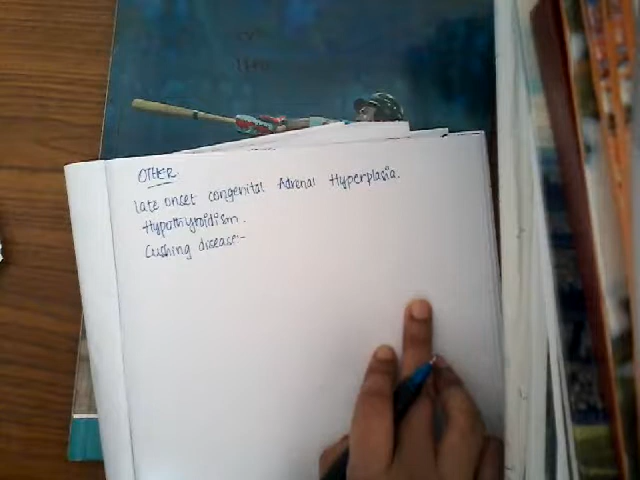 OTHER
Late onset congenital Adrenal Hyperplasia.
Hypothyroidism.
Cushing disease:-